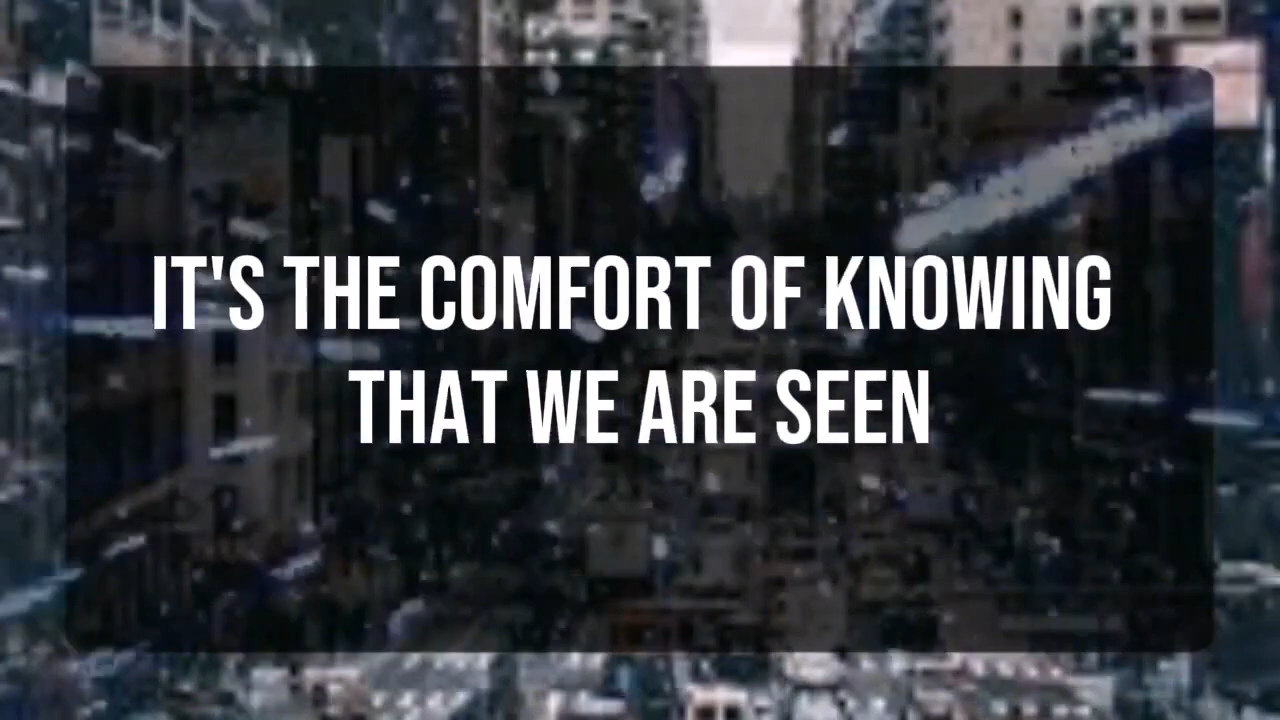 IT'S THE COMFORT OF KNOWING
THAT WE ARE SEEN